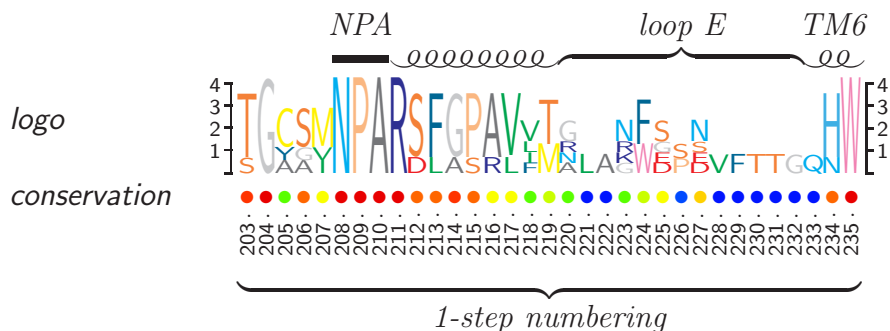 NPA loop E TM6
4 4
3 3
2 2
1 1
logo
TGCSMNPARSFGPAVVTGLANFSSNVFTTGQHW
conservation
203 204 205 206 207 208 209 210 211 212 213 214 215 216 217 218 219 220 221 222 223 224 225 226 227 228 229 230 231 232 233 234 235
1-step numbering